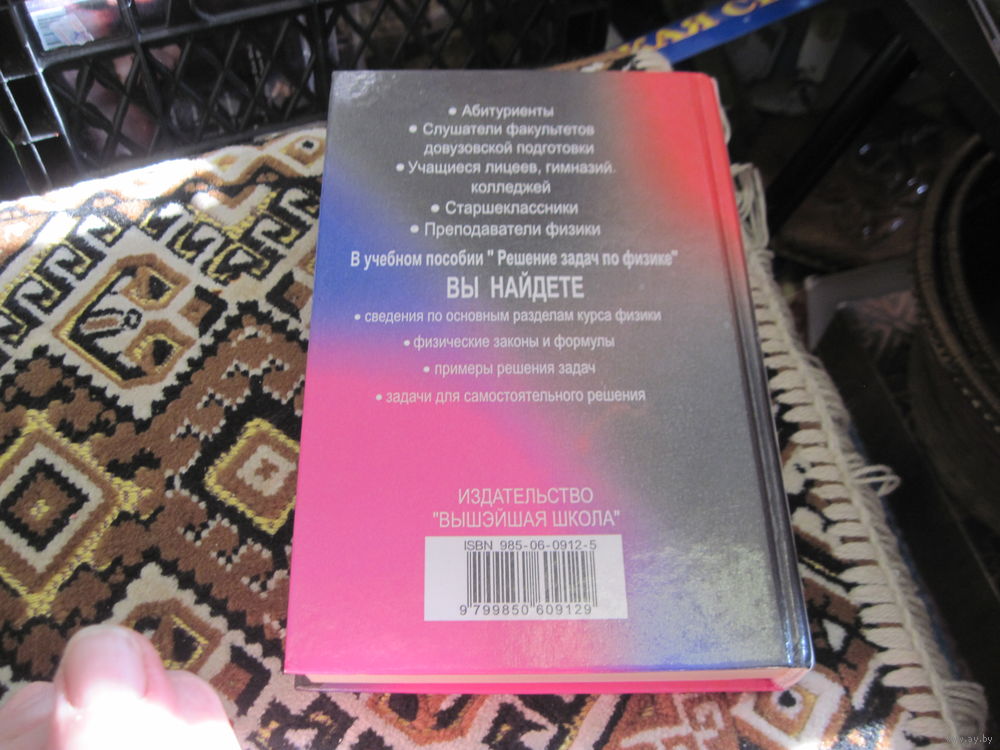 КАЯ
• Абитуриенты
• Слушатели факультетов
довузовской подготовки
• Учащиеся лицеев, гимназий.
колледжей
• Старшеклассники
• Преподаватели физики
В учебном пособии " Решение задач по физике"
ВЫ НАЙДЕТЕ
• сведения по основным разделам курса физики
• физические законы и формулы
• примеры решения задач
• задачи для самостоятельного решения
ИЗДАТЕЛЬСТВО
"ВЫШЭЙШАЯ ШКОЛА"
ISBN 985-06-0912-5
9 799850 609129